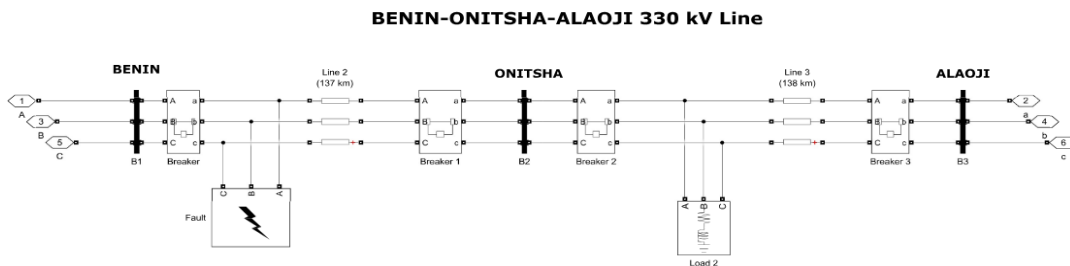 BENIN-ONITSHA-ALAOJI 330 kV Line
BENIN
Line 2
(137 km)
ONITSHA
Line 3
(138 km)
ALAOJI
1
A
3
B
5
C
B1
A a
B b
C c
Breaker
A a
B b
C c
Breaker 1
B2
A a
B b
C c
Breaker 2
A a
B b
C c
Breaker 3
B3
2
a
4
b
6
c
C B A
Fault
A B C
Load 2